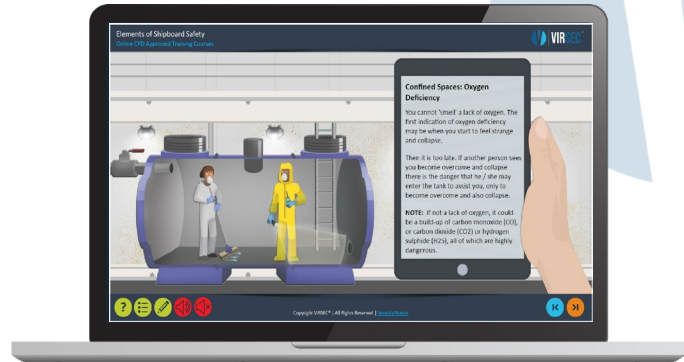 Elements of Shipboard Safety
Online CPD Approved Training Courses
VIRSEC
Confined Spaces: Oxygen
Deficiency
You cannot 'smell' a lack of oxygen. The
first indication of oxygen deficiency
may be when you start to feel strange
and collapse.
Then it is too late. If another person sees
you become overcome and collapse
there is the danger that he / she may
enter the tank to assist you, only to
become overcome and also collapse.
NOTE: If not a lack of oxygen, it could
be a build-up of carbon monoxide (CO),
or carbon dioxide (CO2) or hydrogen
sulphide (H2S), all of which are highly
dangerous.
?
Copyright VIRSEC® | All Rights Reserved | Security Notice